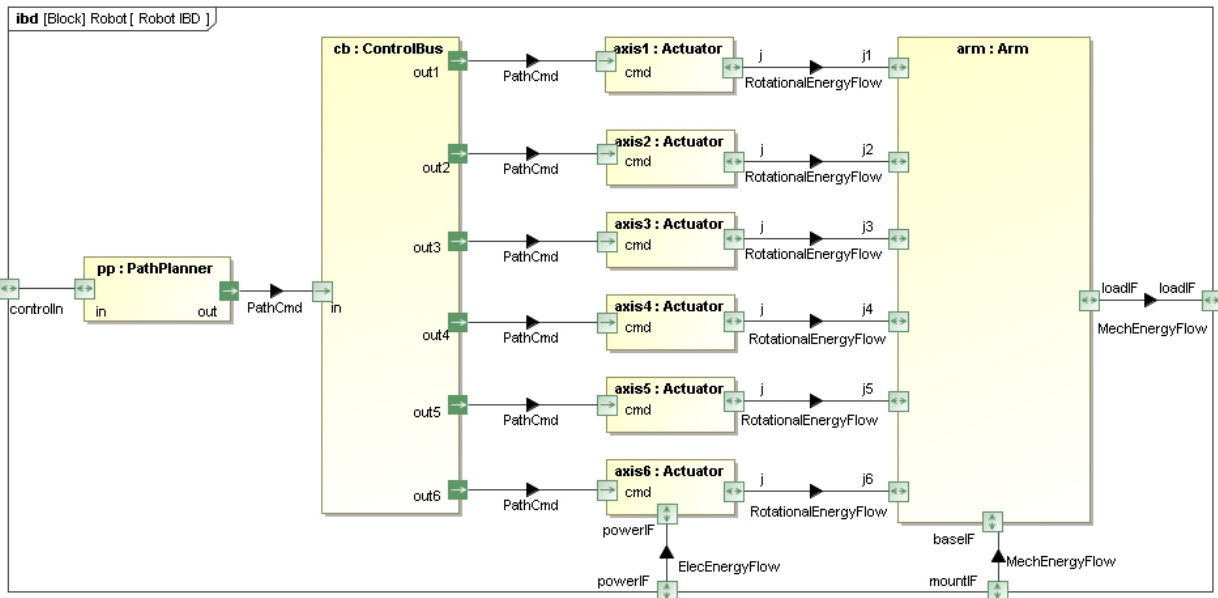 ibd [Block] Robot [ Robot IBD ]
cb : ControlBus
axis1 : Actuator
arm : Arm
out1
PathCmd
cmd
j
j1
RotationalEnergyFlow
axis2 : Actuator
out2
PathCmd
cmd
j
j2
RotationalEnergyFlow
axis3 : Actuator
out3
PathCmd
cmd
j
j3
RotationalEnergyFlow
pp : PathPlanner
controlIn
in
out
PathCmd
in
axis4 : Actuator
out4
PathCmd
cmd
j
j4
RotationalEnergyFlow
loadIF
loadIF
MechEnergyFlow
axis5 : Actuator
out5
PathCmd
cmd
j
j5
RotationalEnergyFlow
axis6 : Actuator
out6
PathCmd
cmd
j
j6
RotationalEnergyFlow
powerIF
baseIF
ElecEnergyFlow
MechEnergyFlow
powerIF
mountIF